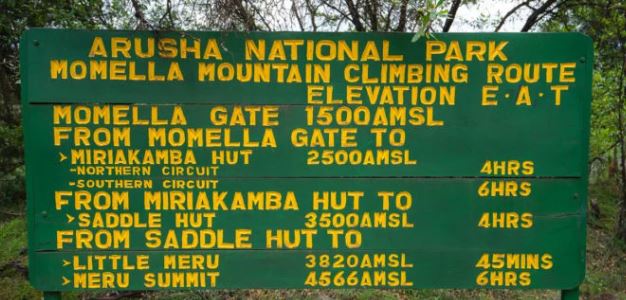 ARUSHA NATIONAL PARK
MOMELLA MOUNTAIN CLIMBING ROUTE
ELEVATION E·A·T
MOMELLA GATE 1500AMSL
FROM MOMELLA GATE TO
>MIRIAKAMBA HUT 2500AMSL
-NORTHERN CIRCUIT 4HRS
-SOUTHERN CIRCUIT 6HRS
FROM MIRIAKAMBA HUT TO
>SADDLE HUT 3500AMSL 4HRS
FROM SADDLE HUT TO
>LITTLE MERU 3820AMSL 45MINS
>MERU SUMMIT 4566AMSL 6HRS